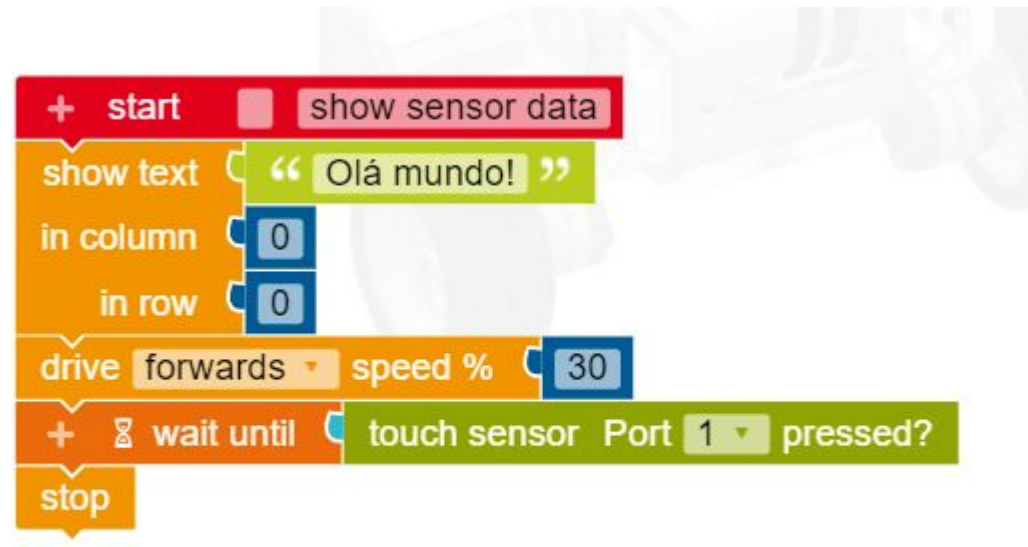 + start show sensor data
show text “ Olá mundo! ”
in column 0
in row 0
drive forwards speed % 30
+ wait until touch sensor Port 1 pressed?
stop